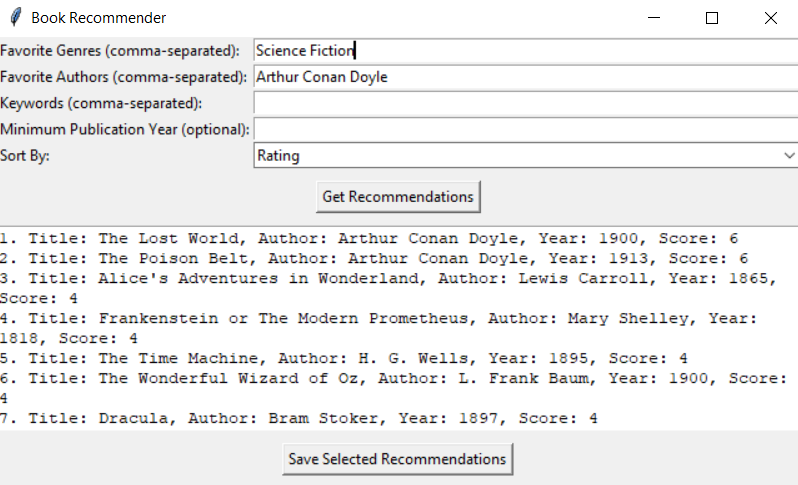 Book Recommender
Favorite Genres (comma-separated): Science Fiction
Favorite Authors (comma-separated): Arthur Conan Doyle
Keywords (comma-separated):
Minimum Publication Year (optional):
Sort By: Rating
Get Recommendations
1. Title: The Lost World, Author: Arthur Conan Doyle, Year: 1900, Score: 6
2. Title: The Poison Belt, Author: Arthur Conan Doyle, Year: 1913, Score: 6
3. Title: Alice's Adventures in Wonderland, Author: Lewis Carroll, Year: 1865,
Score: 4
4. Title: Frankenstein or The Modern Prometheus, Author: Mary Shelley, Year:
1818, Score: 4
5. Title: The Time Machine, Author: H. G. Wells, Year: 1895, Score: 4
6. Title: The Wonderful Wizard of Oz, Author: L. Frank Baum, Year: 1900, Score:
4
7. Title: Dracula, Author: Bram Stoker, Year: 1897, Score: 4
Save Selected Recommendations